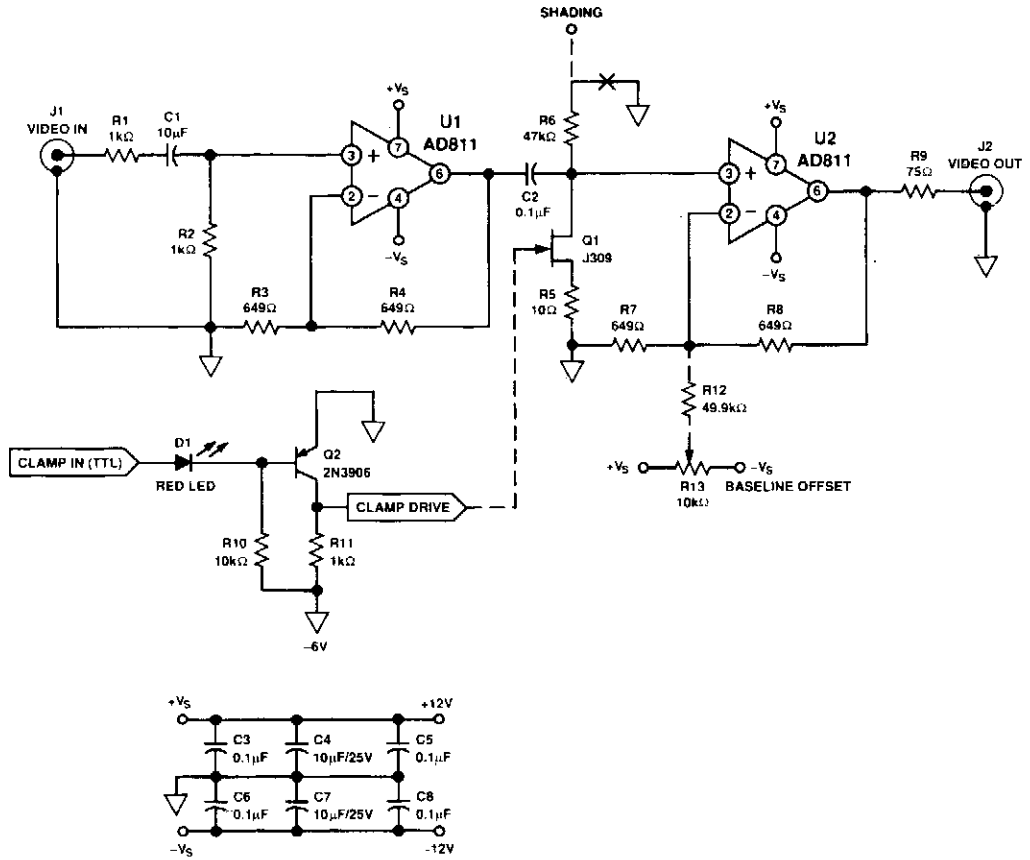 SHADING
J1
VIDEO IN
R1
1kΩ
C1
10μF
+VS
U1
AD811
R6
47kΩ
+VS
U2
AD811
J2
VIDEO OUT
R9
75Ω
3
+
7
6
2
−
4
−VS
C2
0.1μF
3
+
7
6
2
−
4
−VS
R2
1kΩ
Q1
J309
R3
649Ω
R4
649Ω
R5
10Ω
R7
649Ω
R8
649Ω
R12
49.9kΩ
CLAMP IN (TTL)
D1
RED LED
Q2
2N3906
+VS
−VS
R13
10kΩ
BASELINE OFFSET
CLAMP DRIVE
R10
10kΩ
R11
1kΩ
−6V
+VS
+12V
C3
0.1μF
C4
10μF/25V
C5
0.1μF
C6
0.1μF
C7
10μF/25V
C8
0.1μF
−VS
-12V